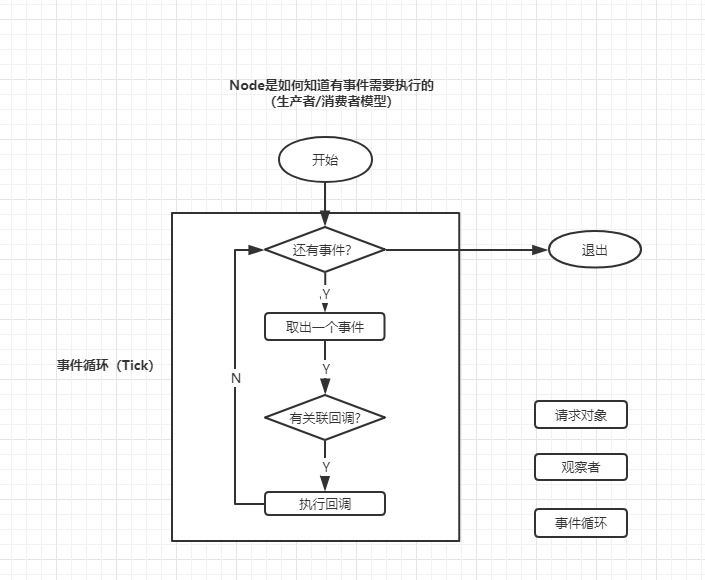 Node是如何知道有事件需要执行的
（生产者/消费者模型）
开始
还有事件?
退出
,Y
取出一个事件
事件循环（Tick）
Y
N
有关联回调?
请求对象
Y
观察者
执行回调
事件循环